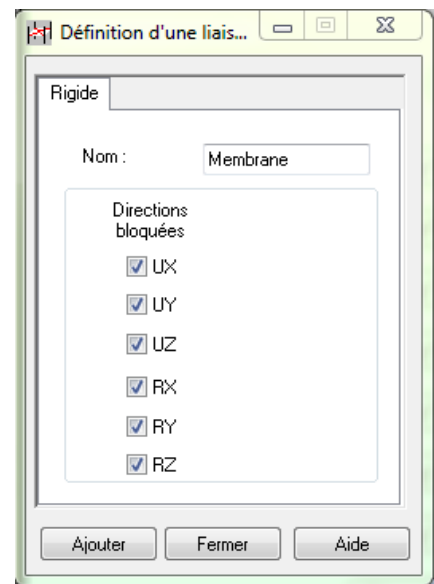 Définition d'une liais...
Rigide
Nom : Membrane
Directions
bloquées
UX
UY
UZ
RX
RY
RZ
Ajouter Fermer Aide